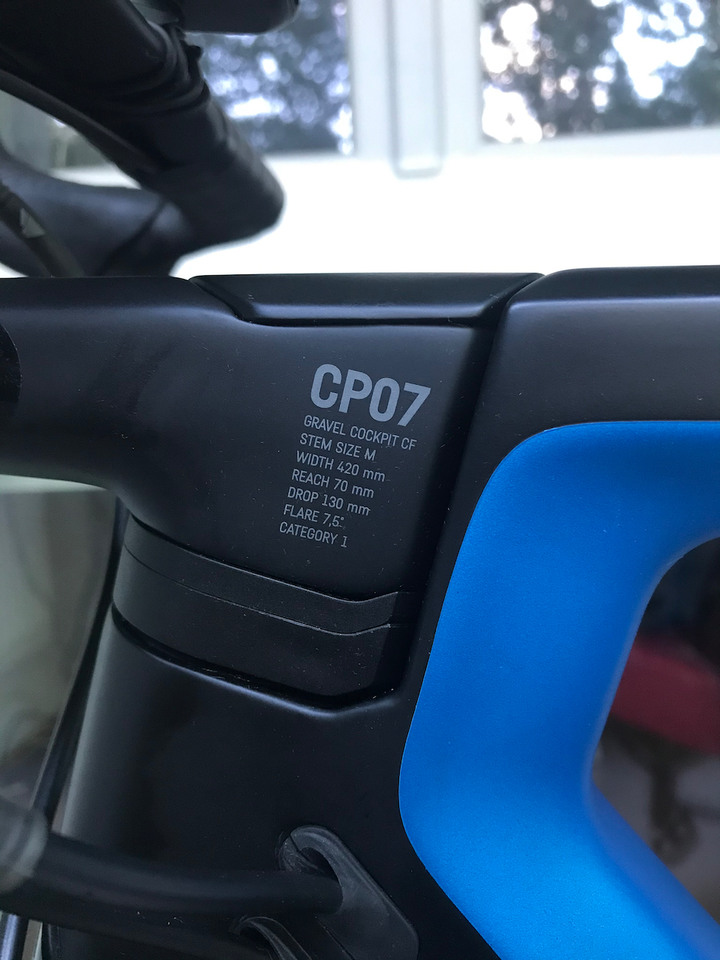 CP07
GRAVEL COCKPIT CF
STEM SIZE M
WIDTH 420 mm
REACH 70 mm
DROP 130 mm
FLARE 7,5°
CATEGORY 1